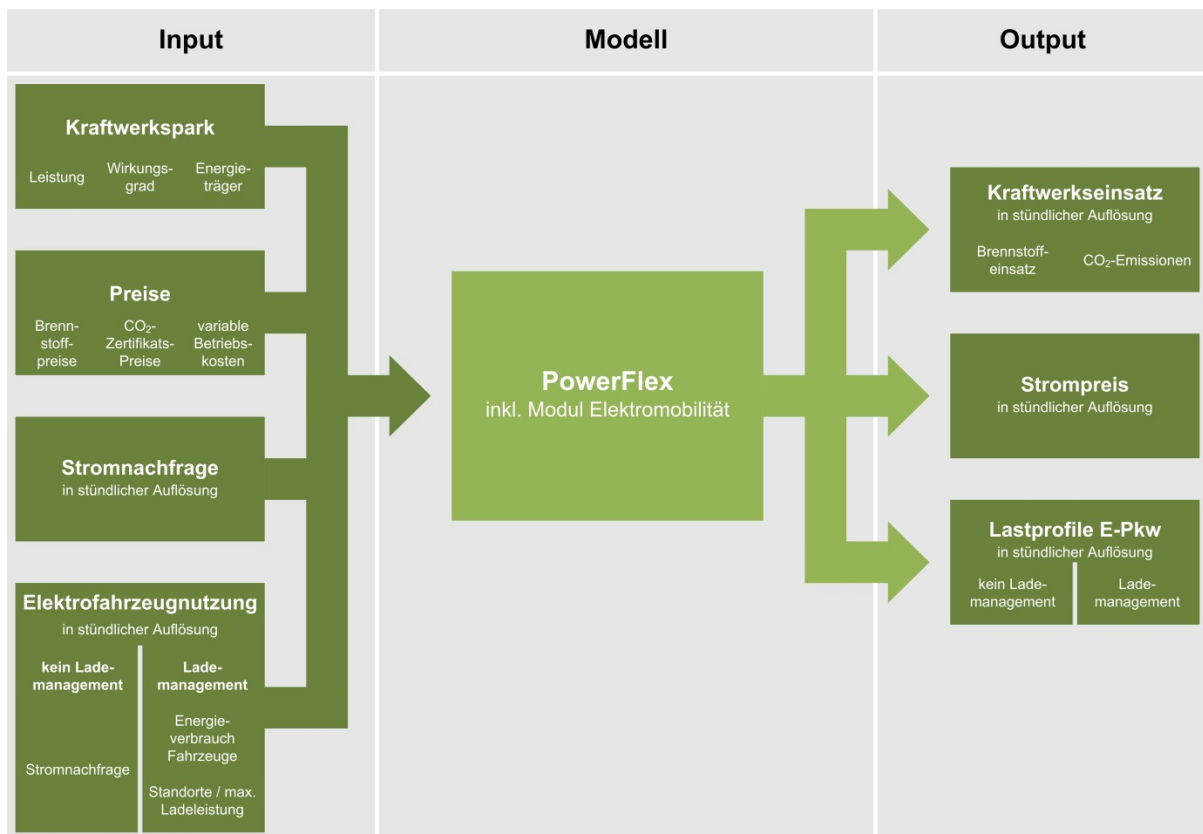 Input
Modell
Output
Kraftwerkspark
Leistung
Wirkungs-
grad
Energie-
träger
Preise
Brenn-
stoff-
preise
CO₂-
Zertifikats-
Preise
variable
Betriebs-
kosten
Stromnachfrage
in stündlicher Auflösung
Elektrofahrzeugnutzung
in stündlicher Auflösung
kein Lade-
management
Stromnachfrage
Lade-
management
Energie-
verbrauch
Fahrzeuge
Standorte / max.
Ladeleistung
PowerFlex
inkl. Modul Elektromobilität
Kraftwerkseinsatz
in stündlicher Auflösung
Brennstoff-
einsatz
CO₂-Emissionen
Strompreis
in stündlicher Auflösung
Lastprofile E-Pkw
in stündlicher Auflösung
kein Lade-
management
Lade-
management